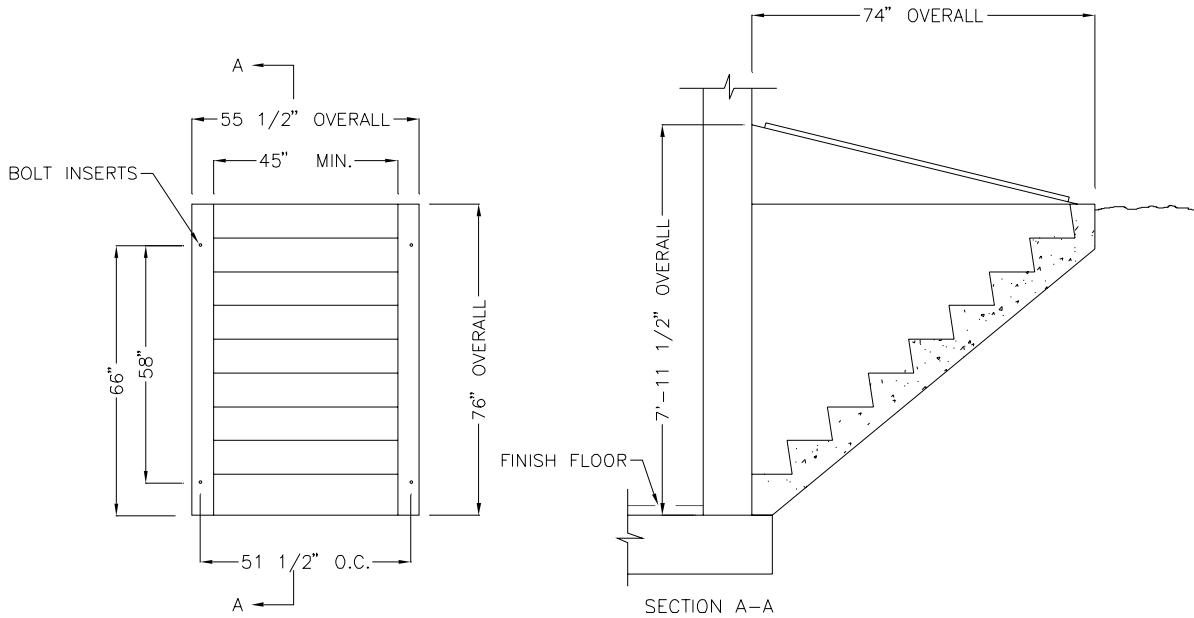 74" OVERALL
A
55 1/2" OVERALL
45" MIN.
BOLT INSERTS
66"
58"
76" OVERALL
7'-11 1/2" OVERALL
FINISH FLOOR
51 1/2" O.C.
A
SECTION A-A